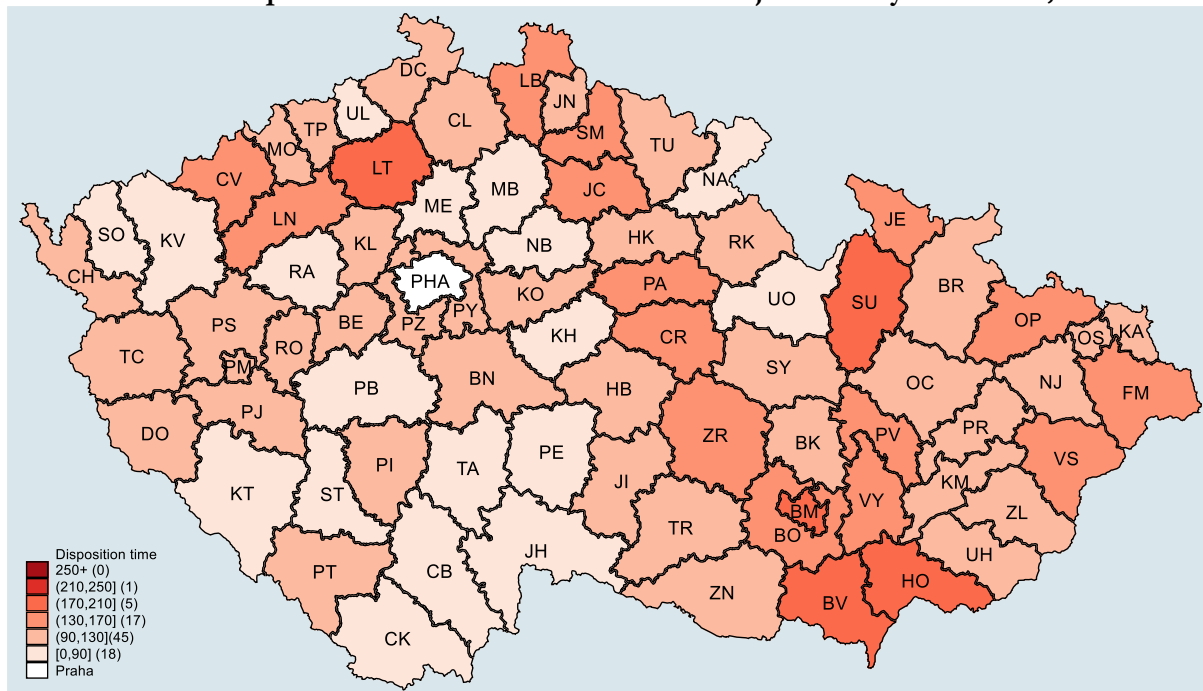 DC
LB
JN
UL
CL
SM
TP
MO
TU
LT
CV
NA
MB
JC
ME
LN
JE
SO
KV
KL
NB
HK
RK
RA
CH
PHA
PA
BR
KO
UO
SU
PY
PS
BE
PZ
OP
KA
RO
KH
CR
OS
TC
PM
SY
BN
PB
HB
OC
NJ
FM
PJ
DO
ZR
PV
PR
BK
PE
VS
PI
TA
JI
KM
KT
ST
VY
BM
ZL
TR
BO
JH
UH
PT
CB
HO
ZN
BV
CK
Disposition time
250+ (0)
(210,250] (1)
(170,210] (5)
(130,170] (17)
(90,130](45)
[0,90] (18)
Praha